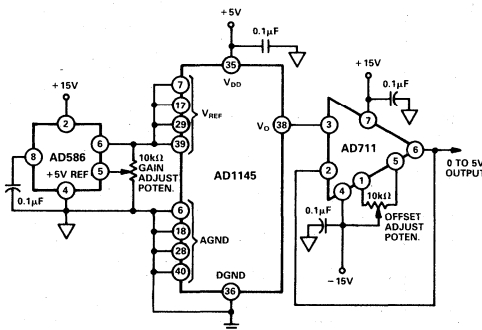 +5V
0.1μF
35
VDD
+15V
2
8
6
AD586
+5V REF
5
4
0.1μF
10kΩ
GAIN
ADJUST
POTEN.
7
17
29
39
VREF
AD1145
VO
38
6
18
28
40
AGND
DGND
36
+15V
0.1μF
7
3
AD711
6
2
5
1
4
0 TO 5V
OUTPUT
10kΩ
0.1μF
OFFSET
ADJUST
POTEN.
−15V